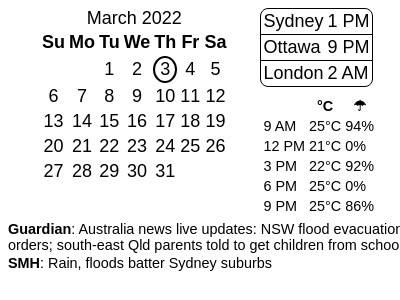 March 2022
Su Mo Tu We Th Fr Sa
1 2 3 4 5
6 7 8 9 10 11 12
13 14 15 16 17 18 19
20 21 22 23 24 25 26
27 28 29 30 31
Sydney 1 PM
Ottawa 9 PM
London 2 AM
°C ☂
9 AM 25°C 94%
12 PM 21°C 0%
3 PM 22°C 92%
6 PM 25°C 0%
9 PM 25°C 86%
Guardian: Australia news live updates: NSW flood evacuation
orders; south-east Qld parents told to get children from schoo
SMH: Rain, floods batter Sydney suburbs